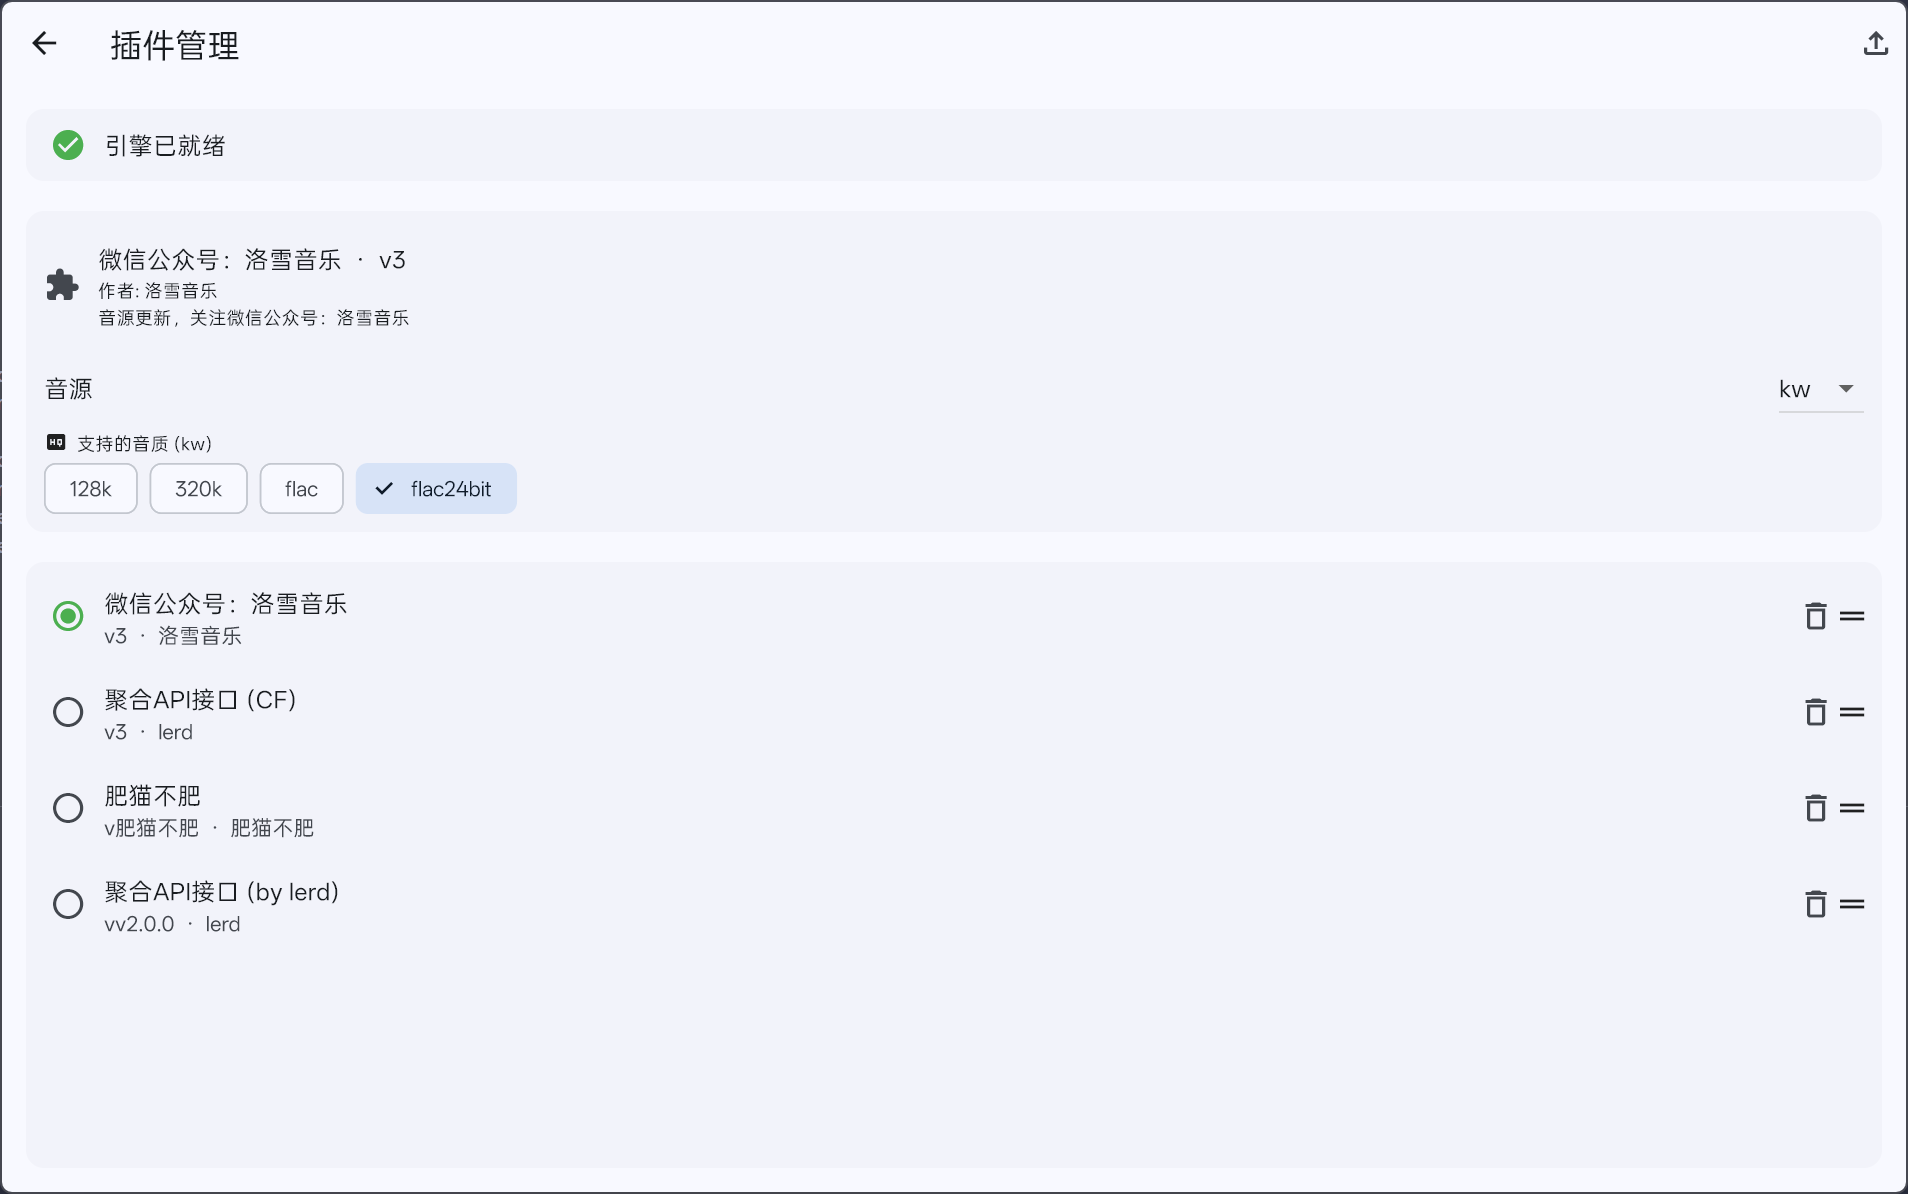 插件管理
引擎已就绪
微信公众号：洛雪音乐 · v3
作者: 洛雪音乐
音源更新，关注微信公众号：洛雪音乐
音源
kw
HQ 支持的音质 (kw)
128k 320k flac flac24bit
微信公众号：洛雪音乐
v3 · 洛雪音乐
聚合API接口 (CF)
v3 · lerd
肥猫不肥
v肥猫不肥 · 肥猫不肥
聚合API接口 (by lerd)
vv2.0.0 · lerd